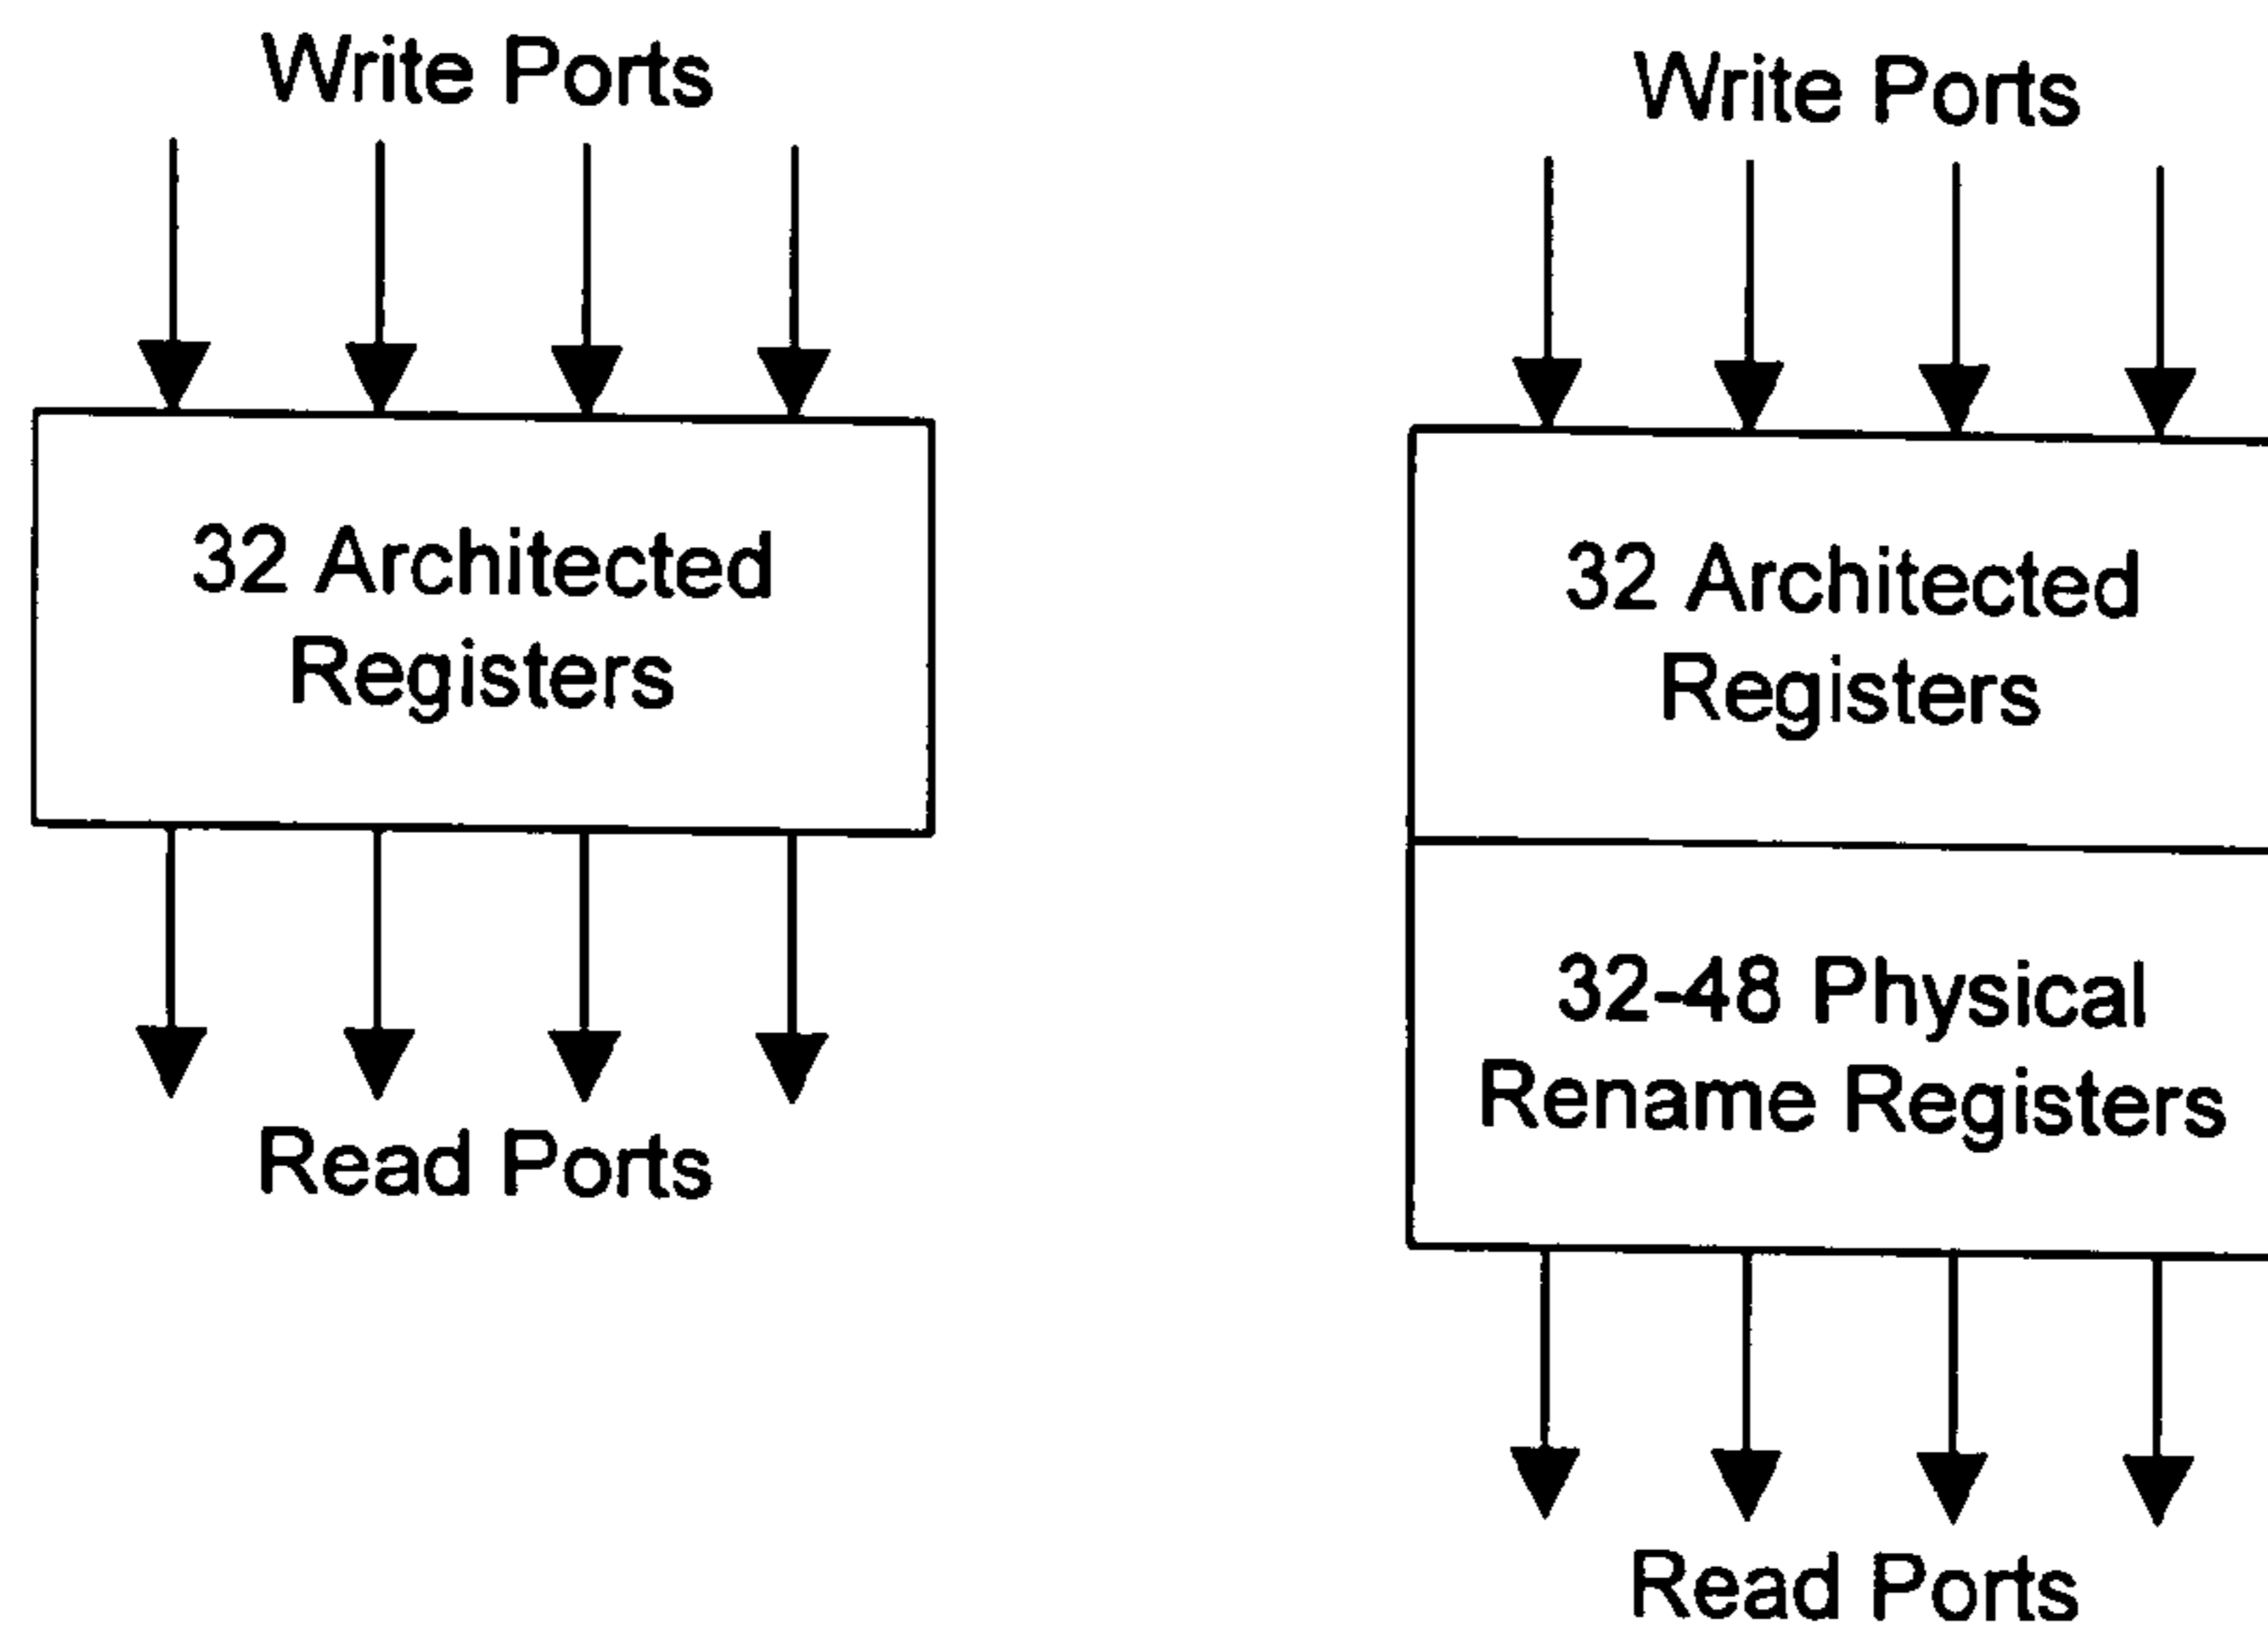 Write Ports
32 Architected
Registers
Read Ports
Write Ports
32 Architected
Registers
32-48 Physical
Rename Registers
Read Ports